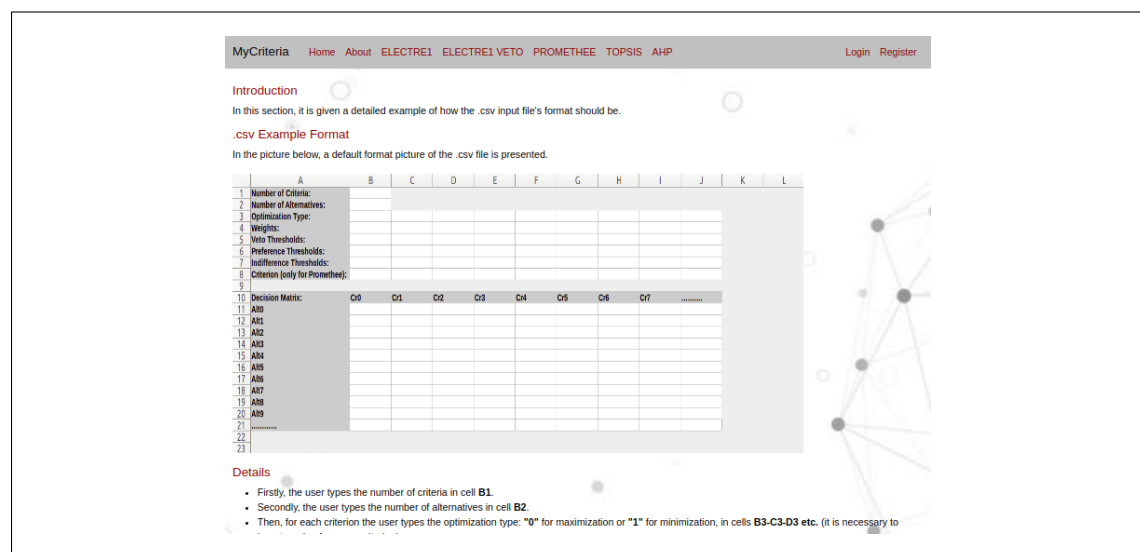 MyCriteria Home About ELECTRE1 ELECTRE1 VETO PROMETHEE TOPSIS AHP Login Register
Introduction
In this section, it is given a detailed example of how the .csv input file's format should be.
.csv Example Format
In the picture below, a default format picture of the .csv file is presented.
A B C D E F G H I J K L
1 Number of Criteria:
2 Number of Alternatives:
3 Optimization Type:
4 Weights:
5 Veto Thresholds:
6 Preference Thresholds:
7 Indifference Thresholds:
8 Criterion (only for Promethee):
9
10 Decision Matrix: Cr0 Cr1 Cr2 Cr3 Cr4 Cr5 Cr6 Cr7 .........
11 Alt0
12 Alt1
13 Alt2
14 Alt3
15 Alt4
16 Alt5
17 Alt6
18 Alt7
19 Alt8
20 Alt9
21 ...........
22
23
Details
• Firstly, the user types the number of criteria in cell B1.
• Secondly, the user types the number of alternatives in cell B2.
• Then, for each criterion the user types the optimization type: "0" for maximization or "1" for minimization, in cells B3-C3-D3 etc. (it is necessary to